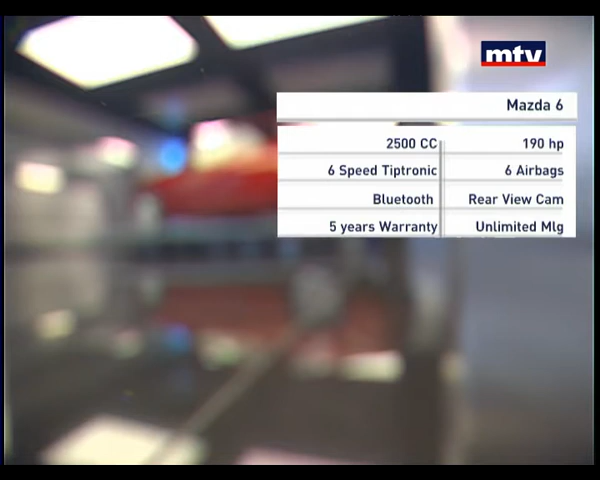 mtv
Mazda 6
2500 CC 190 hp
6 Speed Tiptronic 6 Airbags
Bluetooth Rear View Cam
5 years Warranty Unlimited Mlg